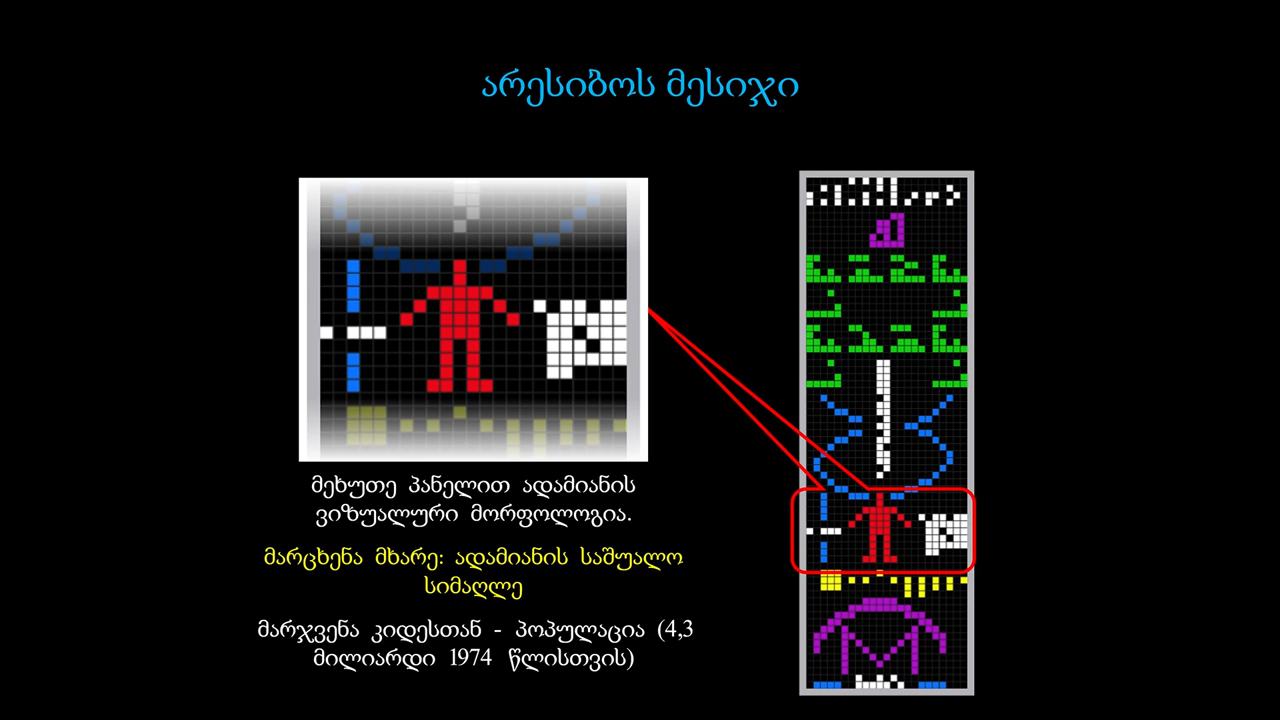 არესიბოს მესიჯი
მეხუთე პანელით ადამიანის
ვიზუალური მორფოლოგია.
მარცხენა მხარე: ადამიანის საშუალო
სიმაღლე
მარჯვენა კიდესთან - პოპულაცია (4,3
მილიარდი 1974 წლისთვის)